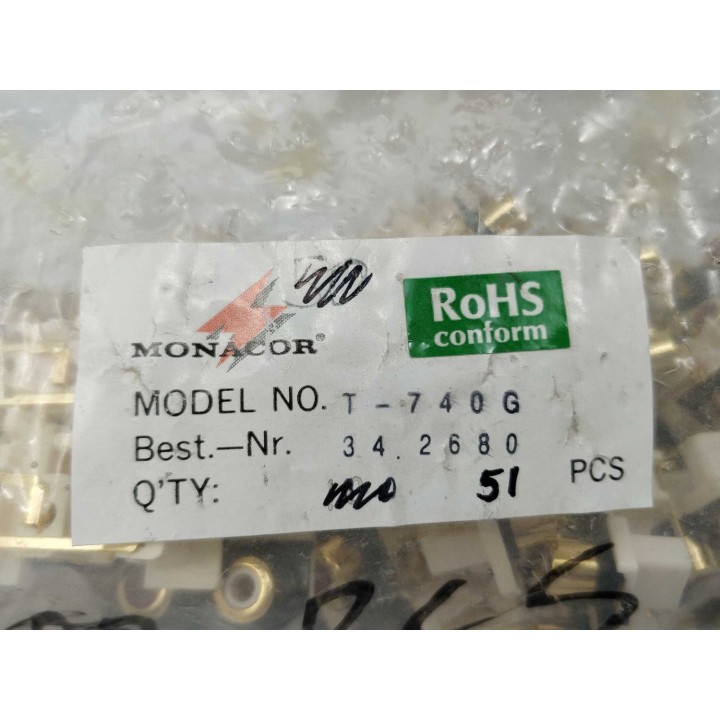 RoHS
conform
MONACOR®
MODEL NO. T-740G
Best.-Nr. 34.2680
Q'TY: 51 PCS